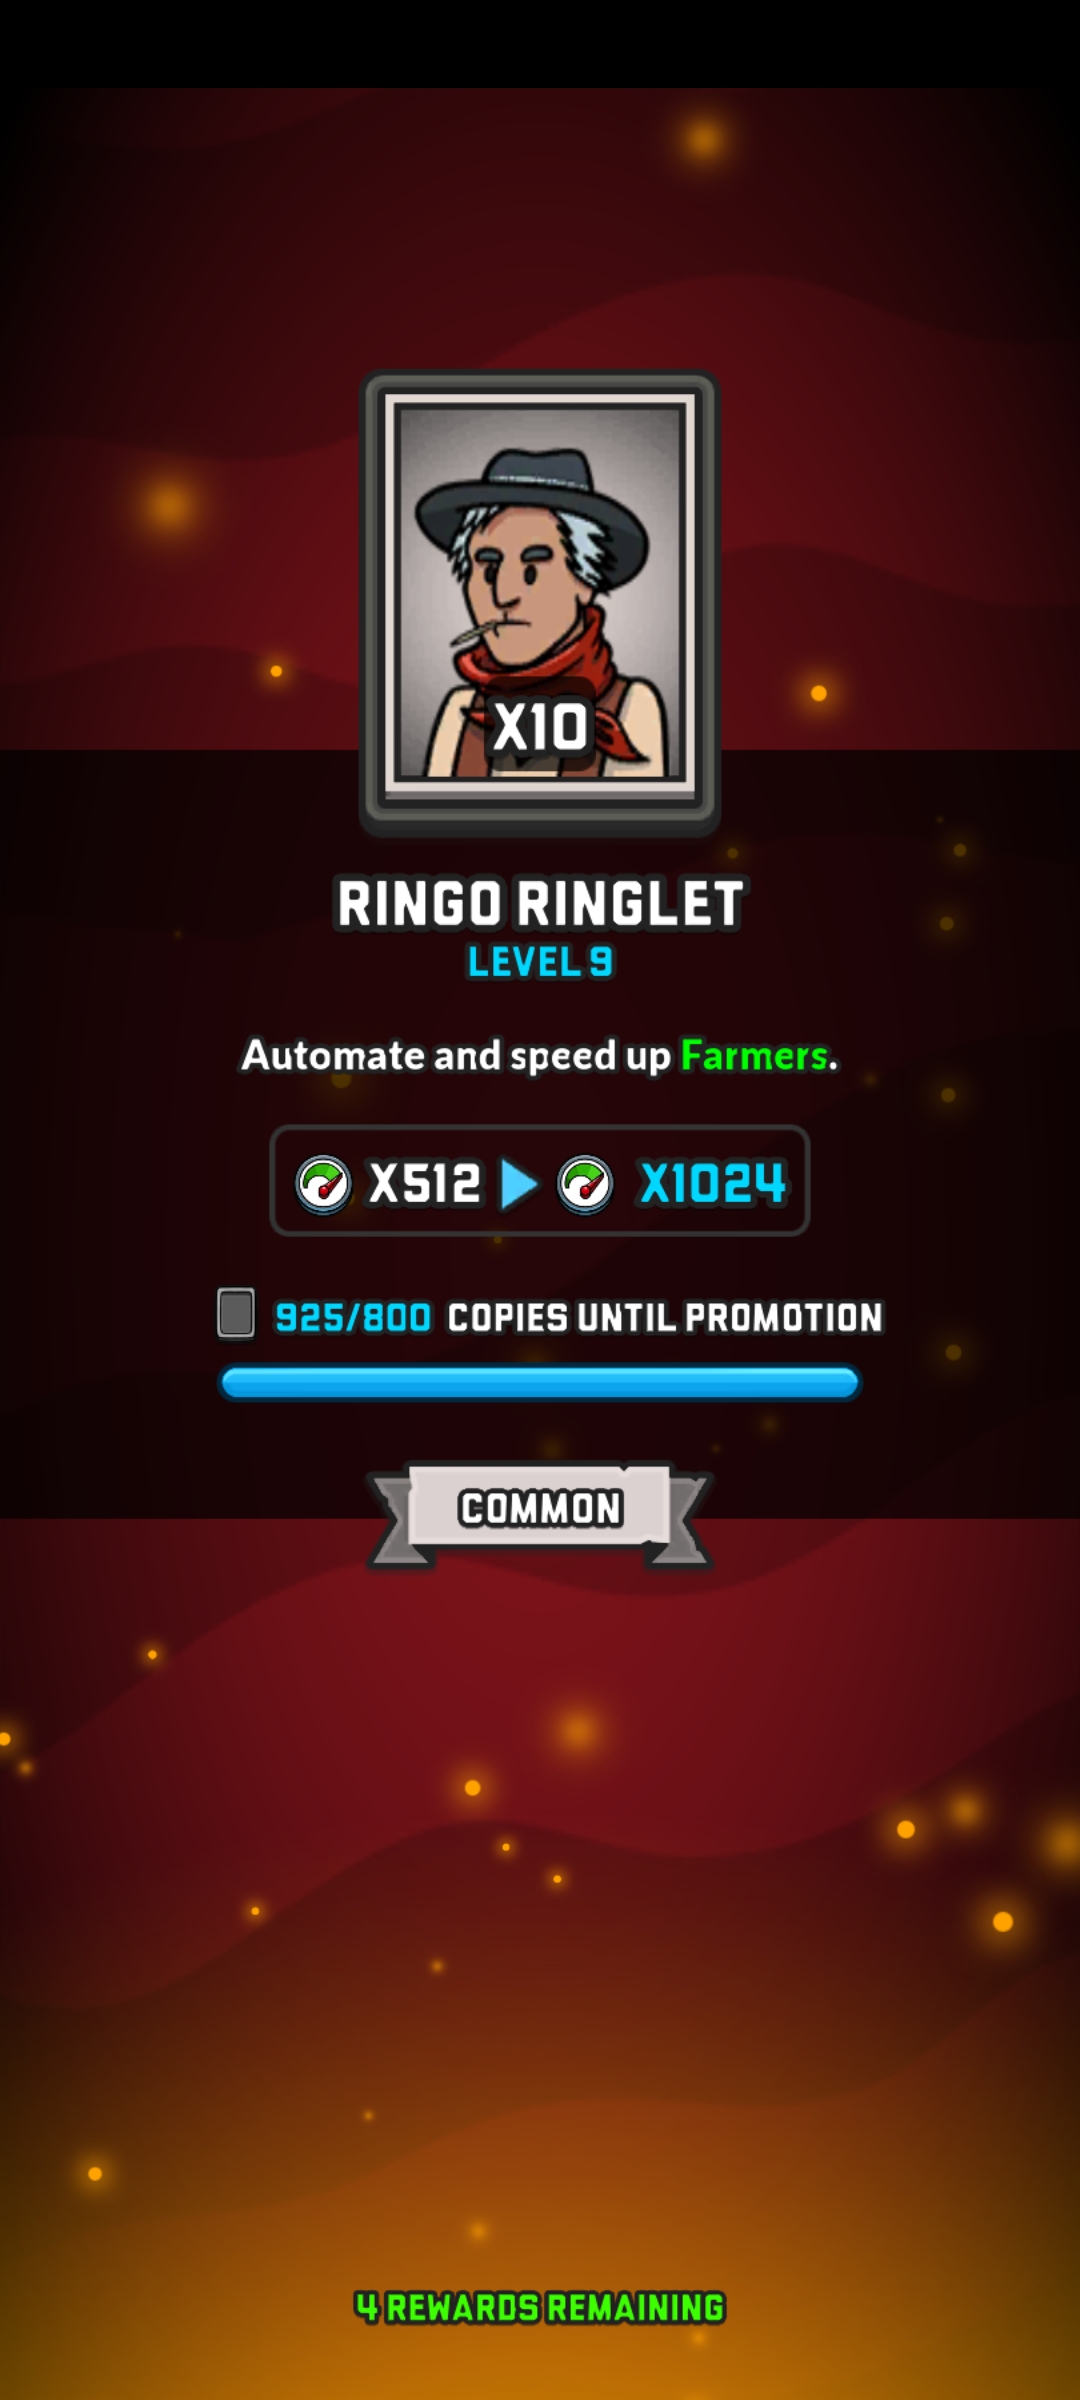 X10
RINGO RINGLET
LEVEL 9
Automate and speed up Farmers.
X512 X1024
925/800 COPIES UNTIL PROMOTION
COMMON
4 REWARDS REMAINING